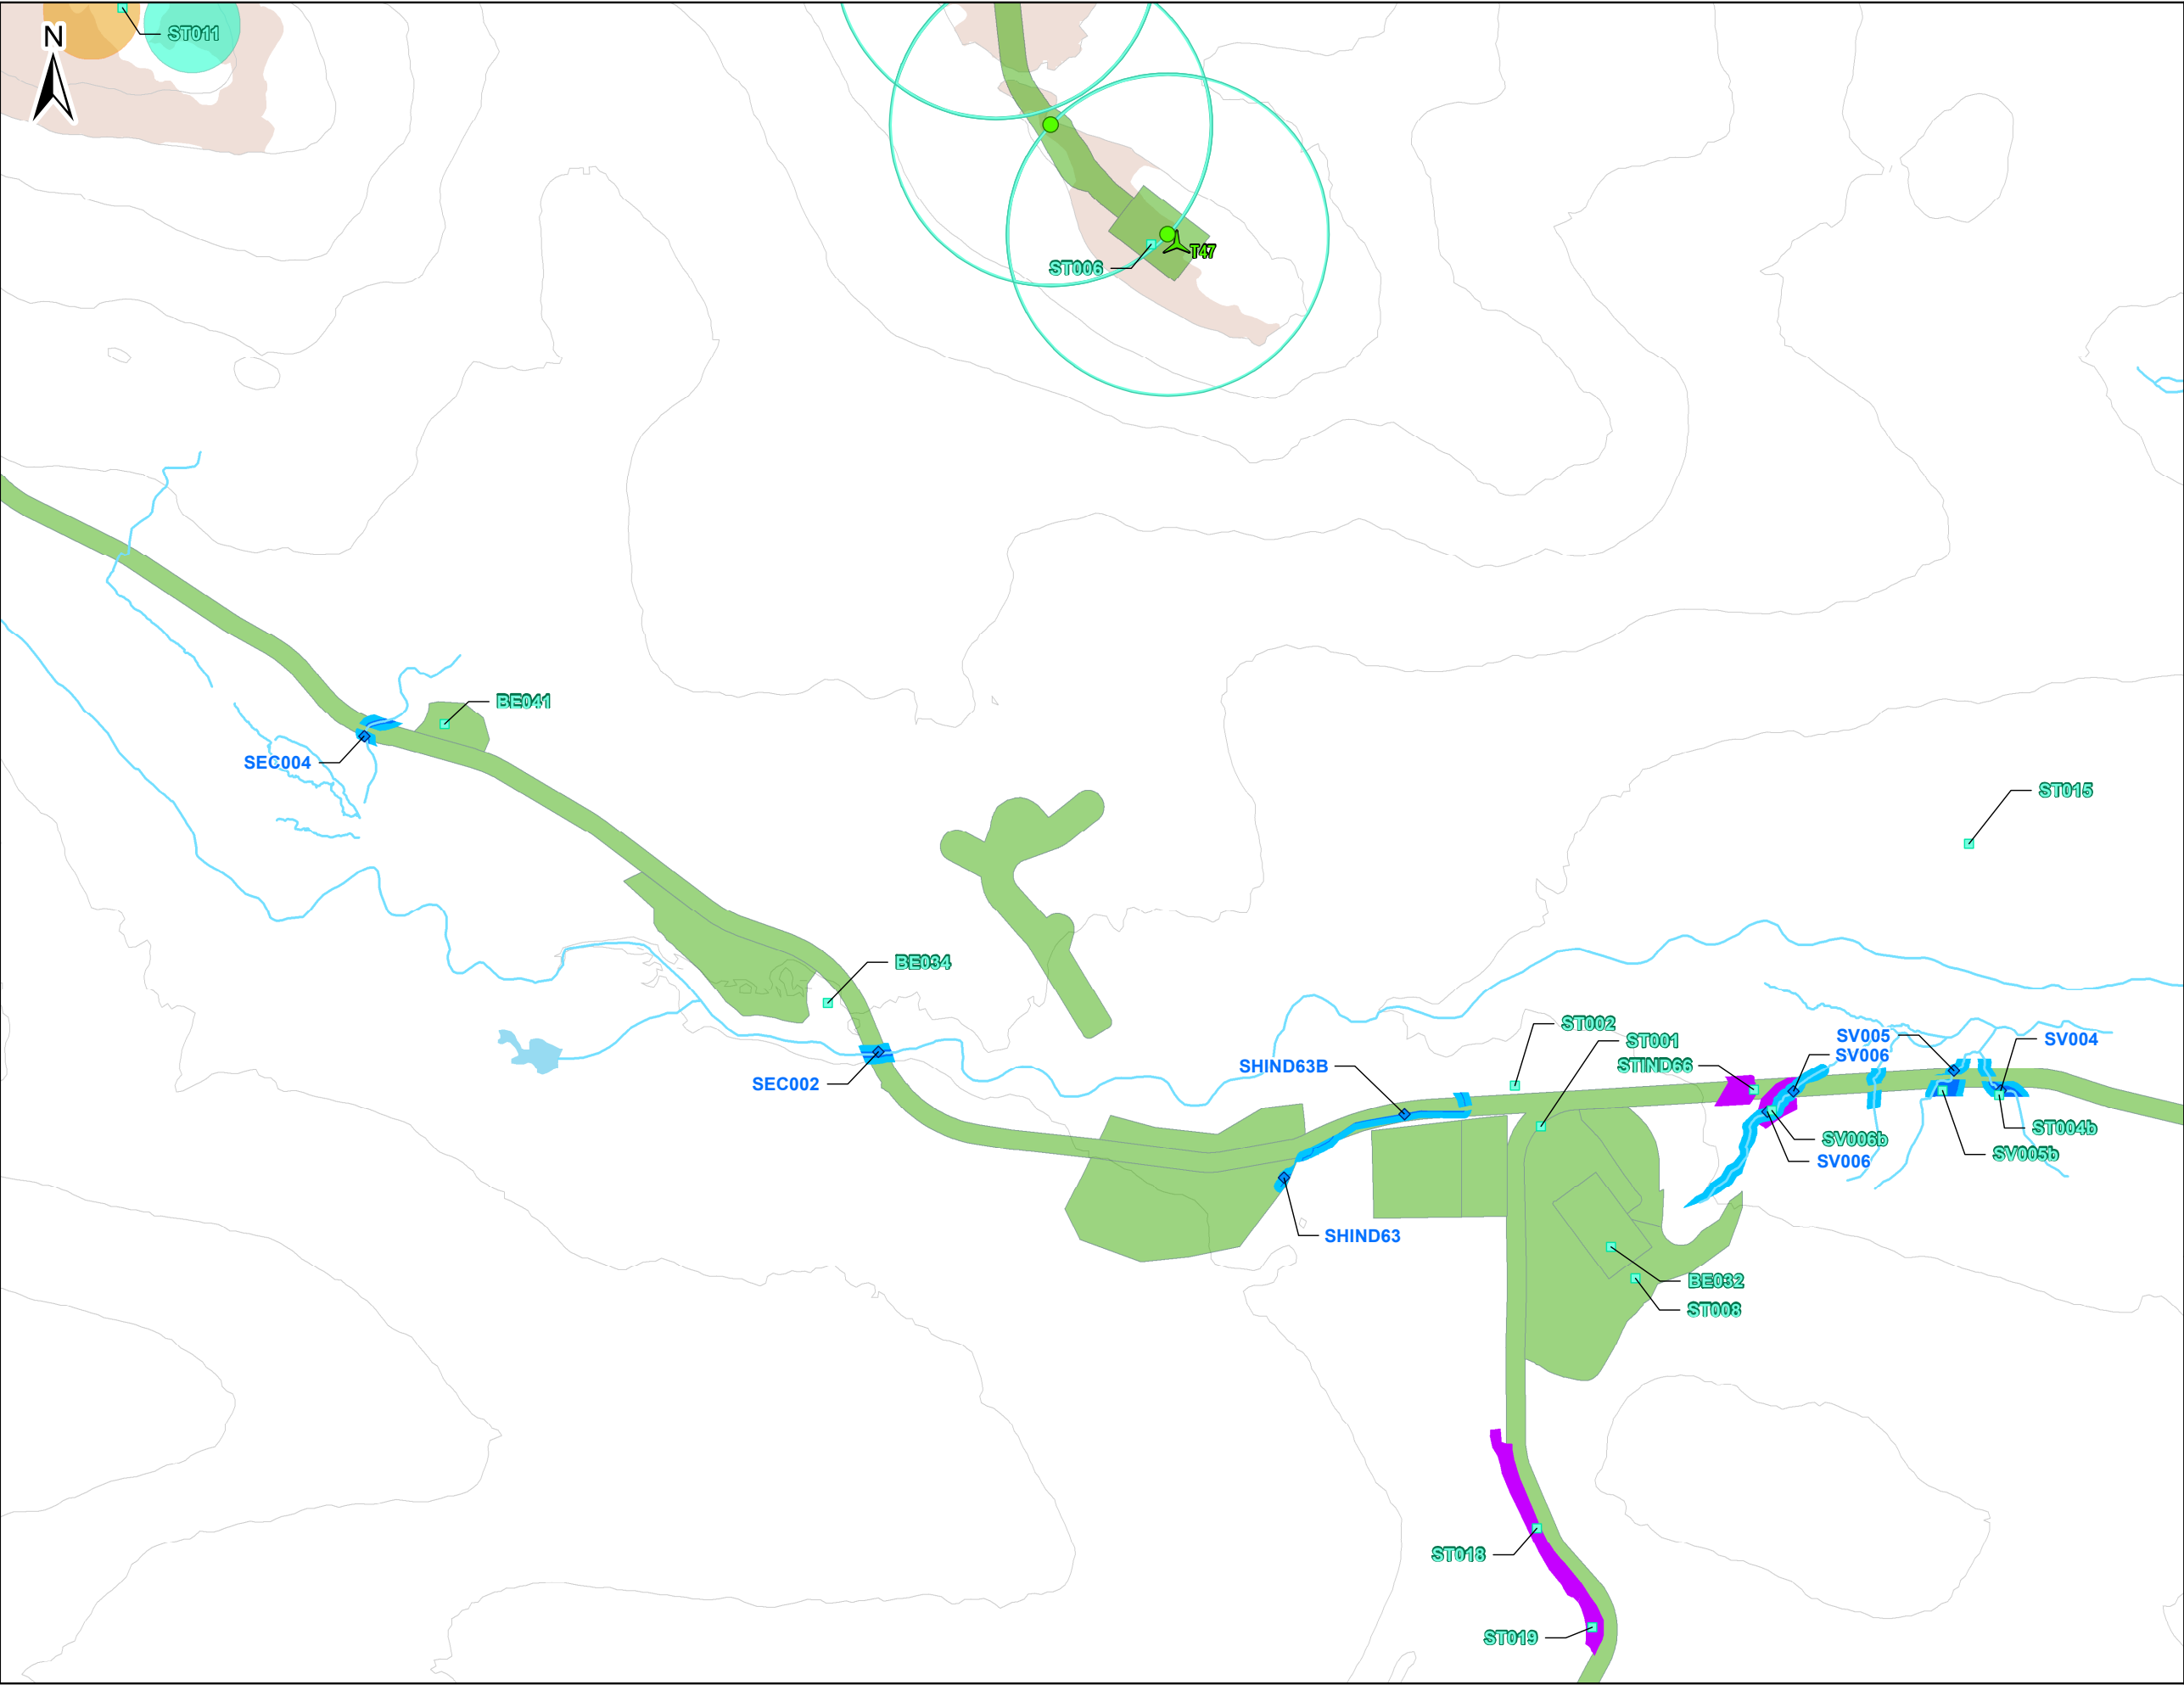 N
ST011
T47
ST006
BE041
SEC004
ST015
BE034
ST002
ST001
SV005
SV004
SV006
STIND66
SHIND63B
SEC002
ST004b
SV006b
SV005b
SV006
SHIND63
BE032
ST008
ST018
ST019